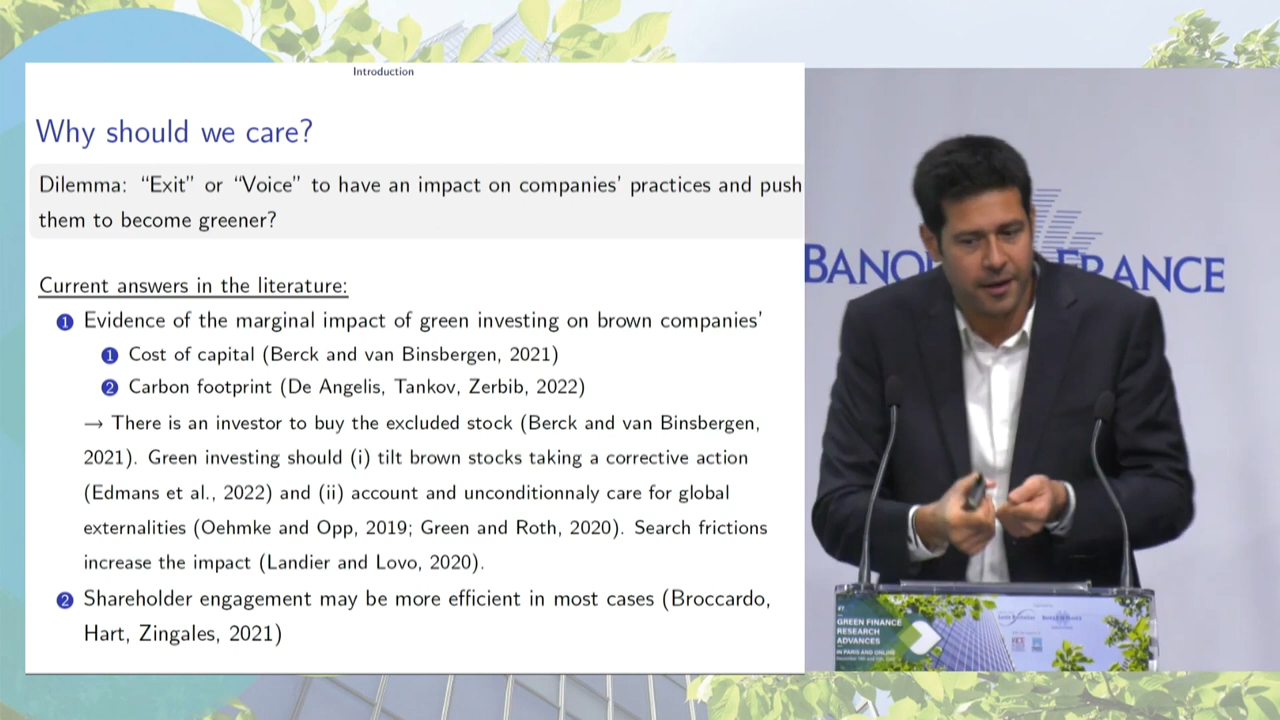 Introduction
Why should we care?
Dilemma: “Exit” or “Voice” to have an impact on companies’ practices and push
them to become greener?
Current answers in the literature:
1 Evidence of the marginal impact of green investing on brown companies’
1 Cost of capital (Berck and van Binsbergen, 2021)
2 Carbon footprint (De Angelis, Tankov, Zerbib, 2022)
→ There is an investor to buy the excluded stock (Berck and van Binsbergen,
2021). Green investing should (i) tilt brown stocks taking a corrective action
(Edmans et al., 2022) and (ii) account and unconditionnaly care for global
externalities (Oehmke and Opp, 2019; Green and Roth, 2020). Search frictions
increase the impact (Landier and Lovo, 2020).
2 Shareholder engagement may be more efficient in most cases (Broccardo,
Hart, Zingales, 2021)
BANQ FRANCE
GREEN FINANCE
RESEARCH
ADVANCES
IN PARIS AND ONLINE